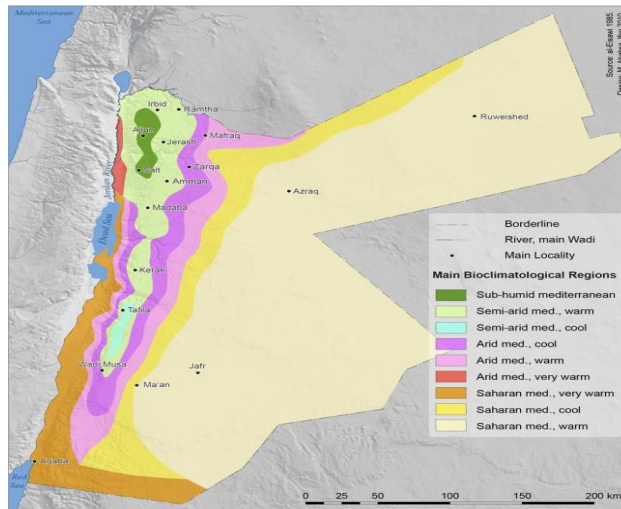 Mediterranean
Sea
Source: al-Eisawi 1985.
Irbid
Ramtha
Ruweished
Ajlun
Jerash
Mafraq
Salt
Zarqa
Amman
Azraq
Jordan River
Madaba
Dead Sea
Kerak
Tafila
Wadi Musa
Jafr
Ma'an
Aqaba
Red
Sea
Borderline
River, main Wadi
Main Locality
Main Bioclimatological Regions
Sub-humid mediterranean
Semi-arid med., warm
Semi-arid med., cool
Arid med., cool
Arid med., warm
Arid med., very warm
Saharan med., very warm
Saharan med., cool
Saharan med., warm
0 25 50 100 150 200 km